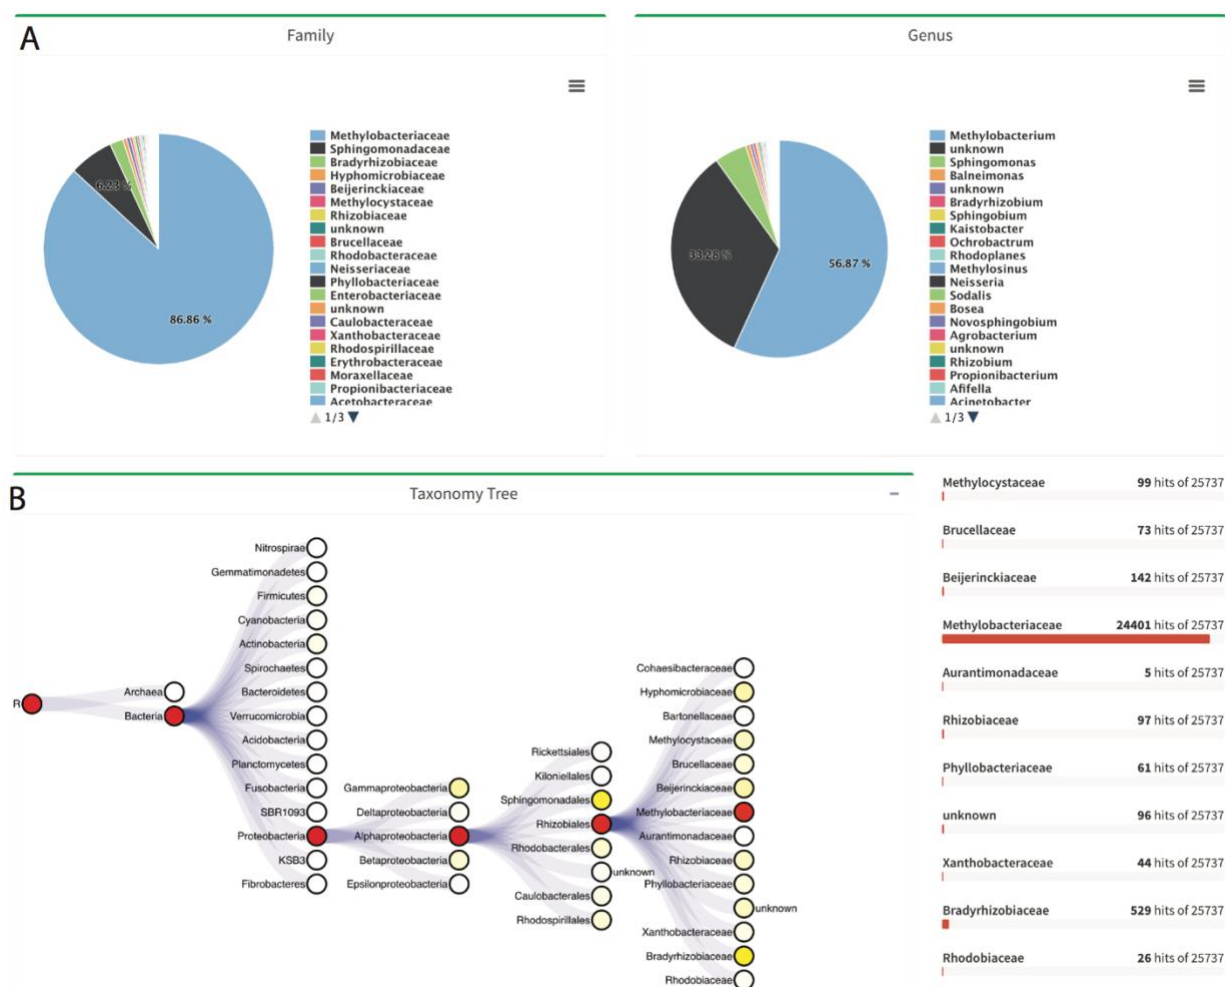 A
Family
Genus
Methylobacteriaceae
Sphingomonadaceae
Bradyrhizobiaceae
Hyphomicrobiaceae
Beijerinckiaceae
Methylocystaceae
Rhizobiaceae
unknown
Brucellaceae
Rhodobacteraceae
Neisseriaceae
Phyllobacteriaceae
Enterobacteriaceae
unknown
Caulobacteraceae
Xanthobacteraceae
Rhodospirillaceae
Erythrobacteraceae
Moraxellaceae
Propionibacteriaceae
Acetobacteraceae
1/3
6.23 %
86.86 %
Methylobacterium
unknown
Sphingomonas
Balneimonas
unknown
Bradyrhizobium
Sphingobium
Kaistobacter
Ochrobactrum
Rhodoplanes
Methylosinus
Neisseria
Sodalis
Bosea
Novosphingobium
Agrobacterium
unknown
Rhizobium
Propionibacterium
Afifella
Acinetobacter
1/3
33.28 %
56.87 %
B
Taxonomy Tree
R
Archaea
Bacteria
Nitrospirae
Gemmatimonadetes
Firmicutes
Cyanobacteria
Actinobacteria
Spirochaetes
Bacteroidetes
Verrucomicrobia
Acidobacteria
Planctomycetes
Fusobacteria
SBR1093
Proteobacteria
KSB3
Fibrobacteres
Gammaproteobacteria
Deltaproteobacteria
Alphaproteobacteria
Betaproteobacteria
Epsilonproteobacteria
Rickettsiales
Kiloniellales
Sphingomonadales
Rhizobiales
Rhodobacterales
unknown
Caulobacterales
Rhodospirillales
Cohaesibacteraceae
Hyphomicrobiaceae
Bartonellaceae
Methylocystaceae
Brucellaceae
Beijerinckiaceae
Methylobacteriaceae
Aurantimonadaceae
Rhizobiaceae
Phyllobacteriaceae
unknown
Xanthobacteraceae
Bradyrhizobiaceae
Rhodobiaceae
Methylocystaceae 99 hits of 25737
Brucellaceae 73 hits of 25737
Beijerinckiaceae 142 hits of 25737
Methylobacteriaceae 24401 hits of 25737
Aurantimonadaceae 5 hits of 25737
Rhizobiaceae 97 hits of 25737
Phyllobacteriaceae 61 hits of 25737
unknown 96 hits of 25737
Xanthobacteraceae 44 hits of 25737
Bradyrhizobiaceae 529 hits of 25737
Rhodobiaceae 26 hits of 25737